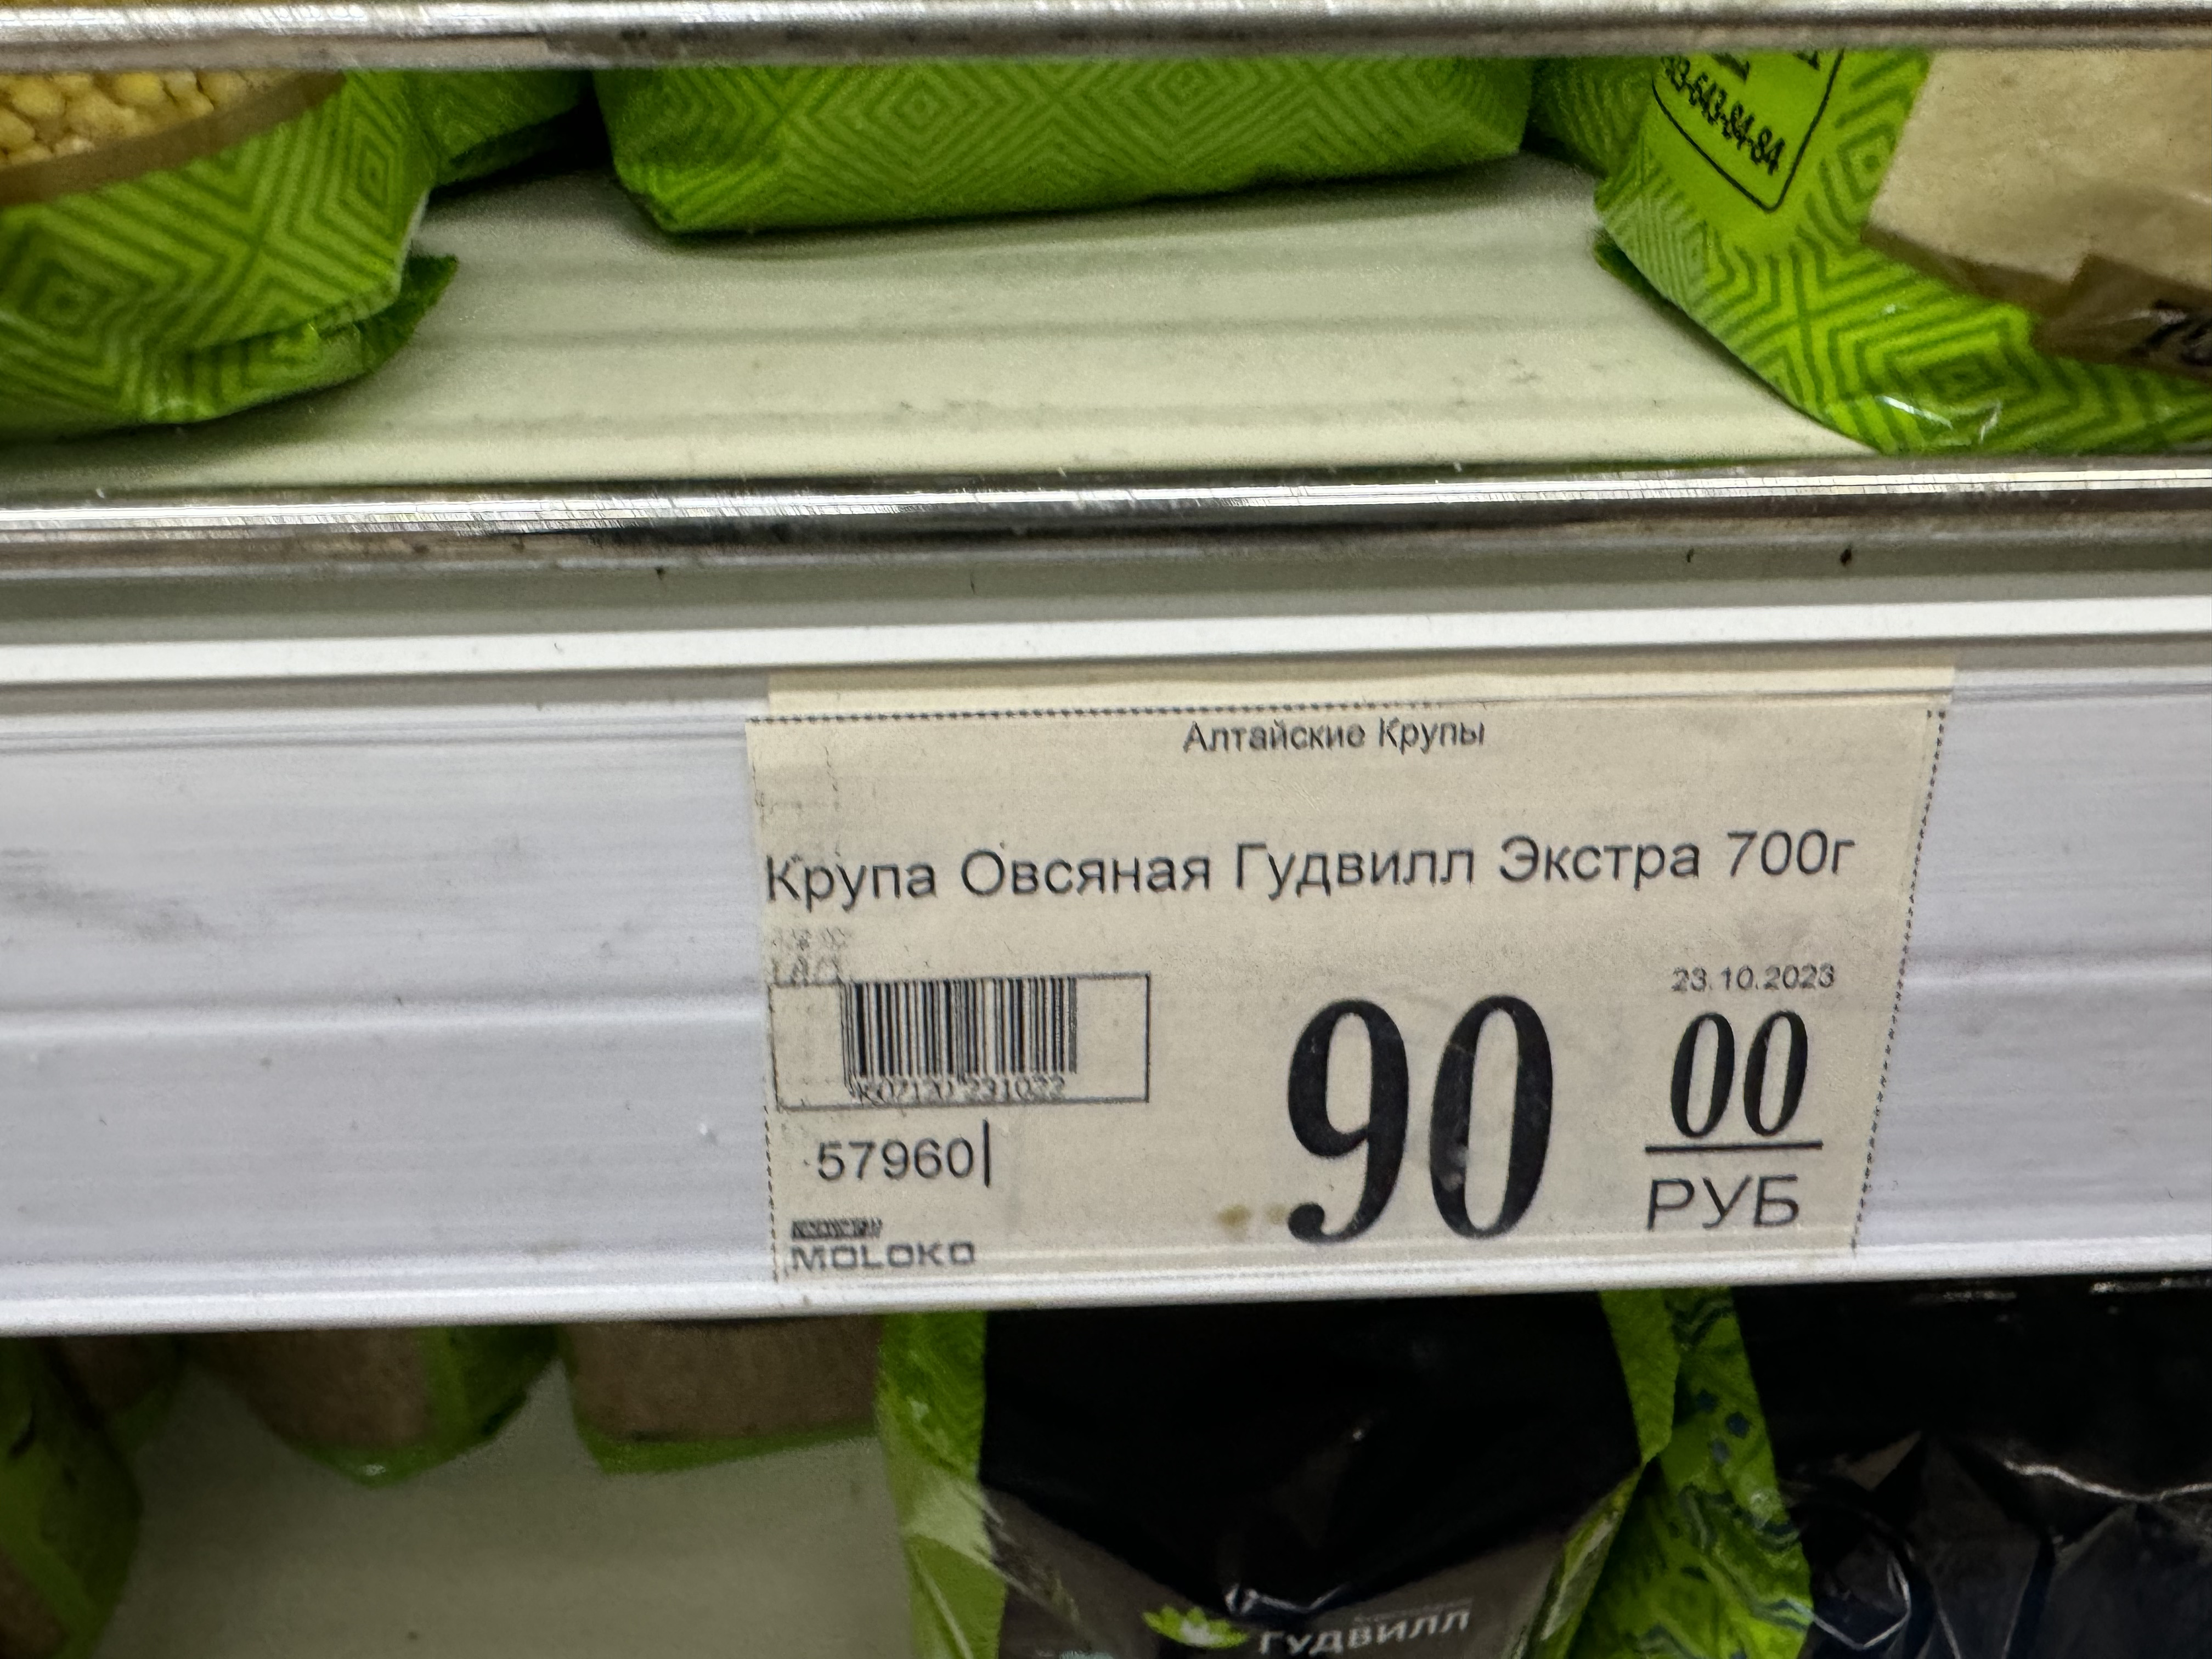 Алтайские Крупы
Крупа Овсяная Гудвилл Экстра 700г
23.10.2023
90 00
РУБ
57960
MOLOKO
ГУДВИЛЛ